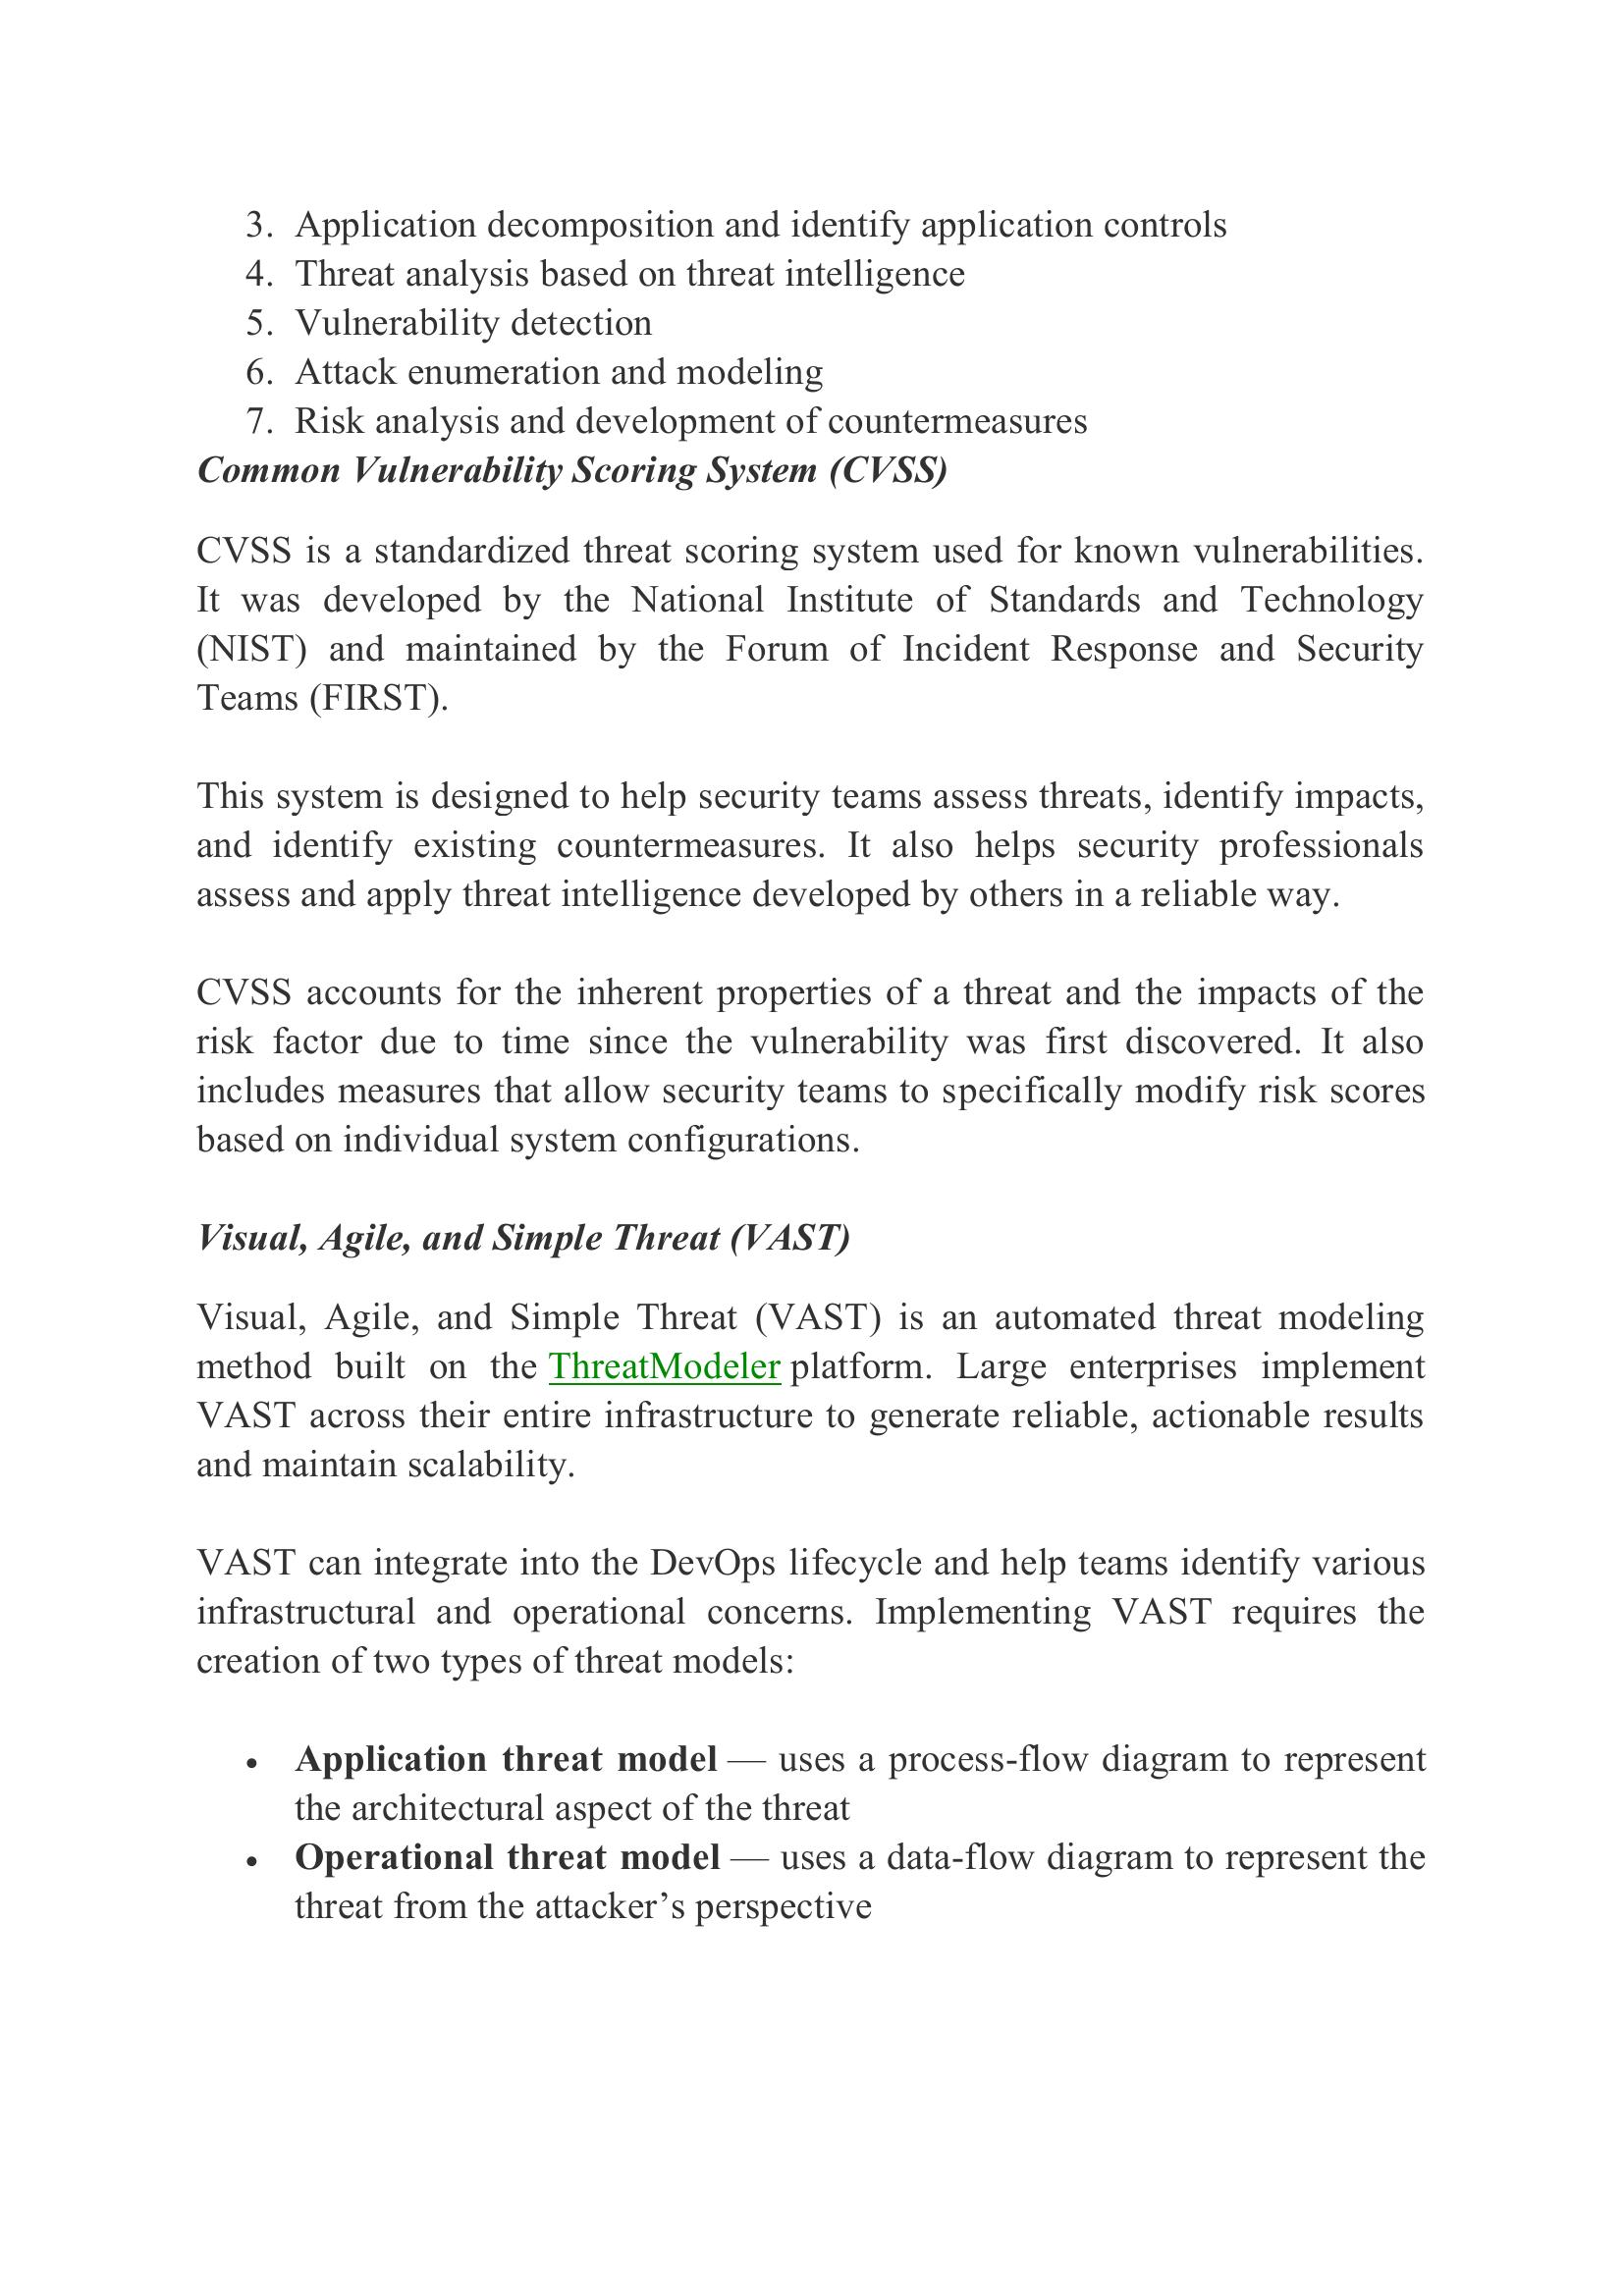 3. Application decomposition and identify application controls
4. Threat analysis based on threat intelligence
5. Vulnerability detection
6. Attack enumeration and modeling
7. Risk analysis and development of countermeasures
Common Vulnerability Scoring System (CVSS)
CVSS is a standardized threat scoring system used for known vulnerabilities.
It was developed by the National Institute of Standards and Technology
(NIST) and maintained by the Forum of Incident Response and Security
Teams (FIRST).
This system is designed to help security teams assess threats, identify impacts,
and identify existing countermeasures. It also helps security professionals
assess and apply threat intelligence developed by others in a reliable way.
CVSS accounts for the inherent properties of a threat and the impacts of the
risk factor due to time since the vulnerability was first discovered. It also
includes measures that allow security teams to specifically modify risk scores
based on individual system configurations.
Visual, Agile, and Simple Threat (VAST)
Visual, Agile, and Simple Threat (VAST) is an automated threat modeling
method built on the ThreatModeler platform. Large enterprises implement
VAST across their entire infrastructure to generate reliable, actionable results
and maintain scalability.
VAST can integrate into the DevOps lifecycle and help teams identify various
infrastructural and operational concerns. Implementing VAST requires the
creation of two types of threat models:
• Application threat model — uses a process-flow diagram to represent
the architectural aspect of the threat
• Operational threat model — uses a data-flow diagram to represent the
threat from the attacker’s perspective